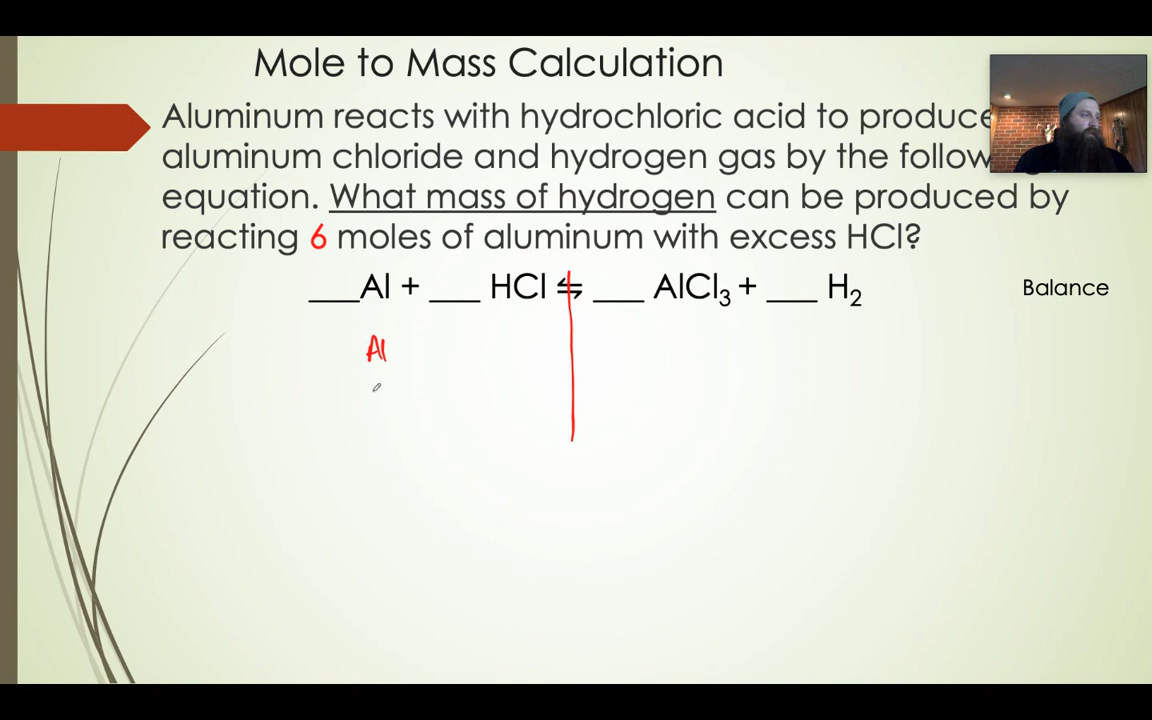 Mole to Mass Calculation
Aluminum reacts with hydrochloric acid to produce
aluminum chloride and hydrogen gas by the
equation. What mass of hydrogen can be produced by
reacting 6 moles of aluminum with excess HCl?
___Al + ___ HCl ⇆ ___ AlCl₃ + ___ H₂
Balance
Al